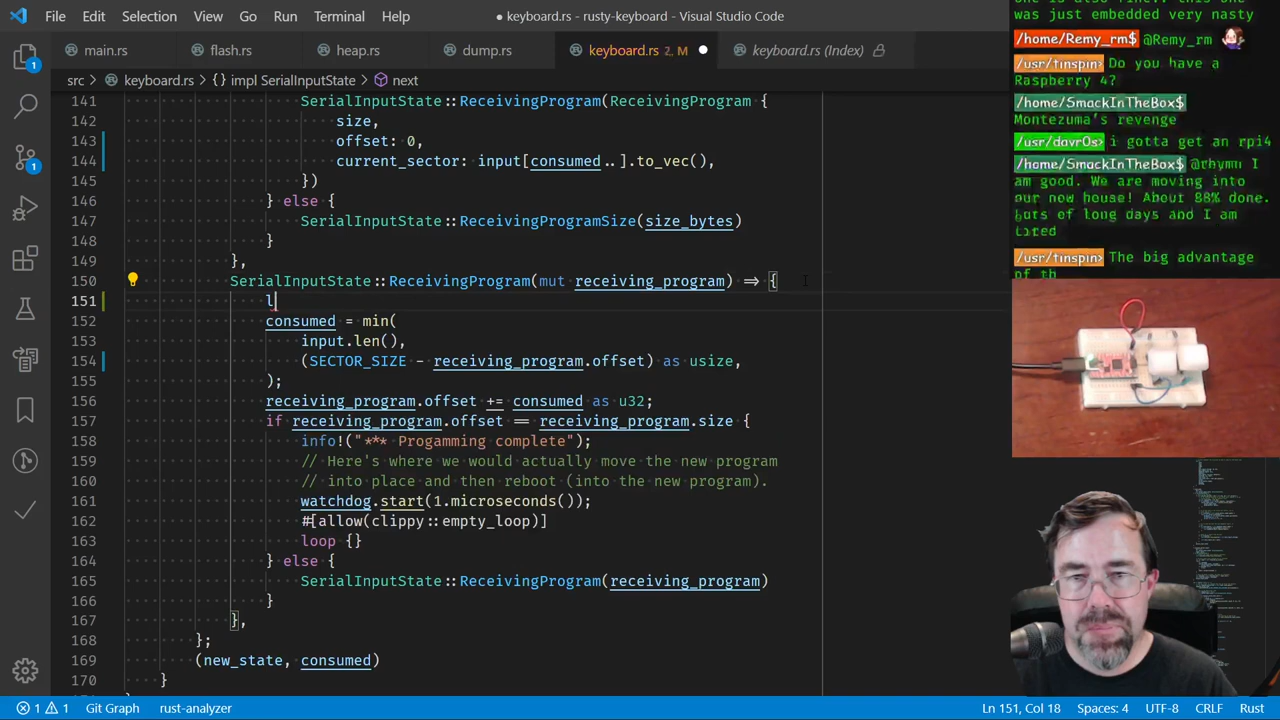 File Edit Selection View Go Run Terminal Help
● keyboard.rs - rusty-keyboard - Visual Studio Code
main.rs
flash.rs
hexdump.rs
dump.rs
keyboard.rs 2, M
keyboard.rs (Index)
src > keyboard.rs > {} impl SerialInputState > next
141 SerialInputState::ReceivingProgram(ReceivingProgram {
142 size,
143 offset: 0,
144 current_sector: input[consumed..].to_vec(),
145 })
146 } else {
147 SerialInputState::ReceivingProgramSize(size_bytes)
148 }
149 },
150 SerialInputState::ReceivingProgram(mut receiving_program) => {
151 l
152 consumed = min(
153 input.len(),
154 (SECTOR_SIZE - receiving_program.offset) as usize,
155 );
156 receiving_program.offset += consumed as u32;
157 if receiving_program.offset == receiving_program.size {
158 info!("*** Progamming complete");
159 // Here's where we would actually move the new program
160 // into place and then reboot (into the new program).
161 watchdog.start(1.microseconds());
162 #[allow(clippy::empty_loop)]
163 loop {}
164 } else {
165 SerialInputState::ReceivingProgram(receiving_program)
166 }
167 },
168 };
169 (new_state, consumed)
170 }
1 1 Git Graph rust-analyzer
Ln 151, Col 18 Spaces: 4 UTF-8 CRLF Rust
was just embedded very nasty
/home/Remy_rm$ @Remy_rm
/usr/tinspin> Do you have a
Raspberry 4?
/home/SmackInTheBox$
Montezuma's revenge
/usr/davr0s> i gotta get an rpi4
/home/SmackInTheBox$ @rhymu I
am good. We are moving into
our new house! About 88% done.
Lots of long days and I am
tired
/usr/tinspin> The big advantage
of th